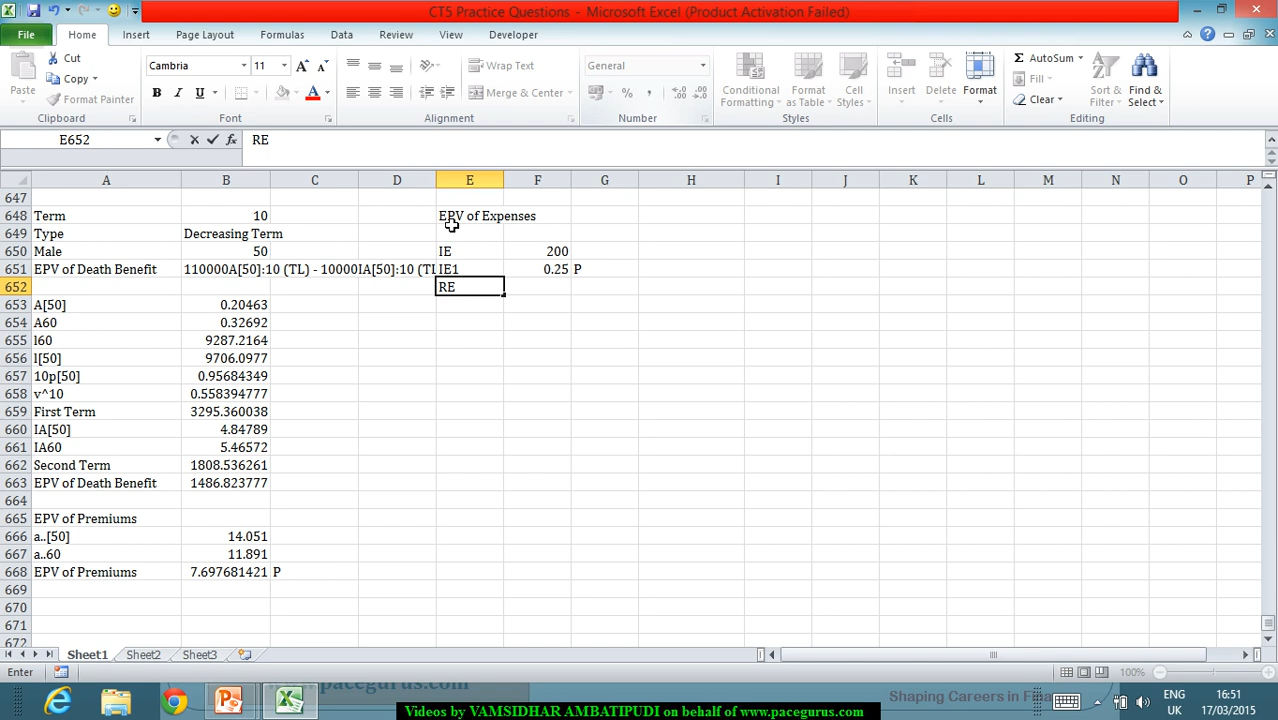 CT5 Practice Questions - Microsoft Excel (Product Activation Failed)
File Home Insert Page Layout Formulas Data Review View Developer
Paste Cut Copy Format Painter
Clipboard
Cambria 11
Font
Wrap Text
Merge & Center
Alignment
General
Number
Conditional Formatting Format as Table Cell Styles
Styles
Insert Delete Format
Cells
AutoSum Fill Clear
Sort & Filter Find & Select
Editing
E652 fx RE
A B C D E F G H I J K L M N O P
647
648 Term 10 EPV of Expenses
649 Type Decreasing Term
650 Male 50 IE 200
651 EPV of Death Benefit 110000A[50]:10 (TL) - 10000IA[50]:10 (TL IE1 0.25 P
652 RE
653 A[50] 0.20463
654 A60 0.32692
655 l60 9287.2164
656 l[50] 9706.0977
657 10p[50] 0.95684349
658 v^10 0.558394777
659 First Term 3295.360038
660 IA[50] 4.84789
661 IA60 5.46572
662 Second Term 1808.536261
663 EPV of Death Benefit 1486.823777
664
665 EPV of Premiums
666 a..[50] 14.051
667 a..60 11.891
668 EPV of Premiums 7.697681421 P
669
670
671
672
Sheet1 Sheet2 Sheet3
Enter 100%
www.pacegurus.com Shaping Careers in Fina
ENG UK 16:51 17/03/2015
Videos by VAMSIDHAR AMBATIPUDI on behalf of www.pacegurus.com